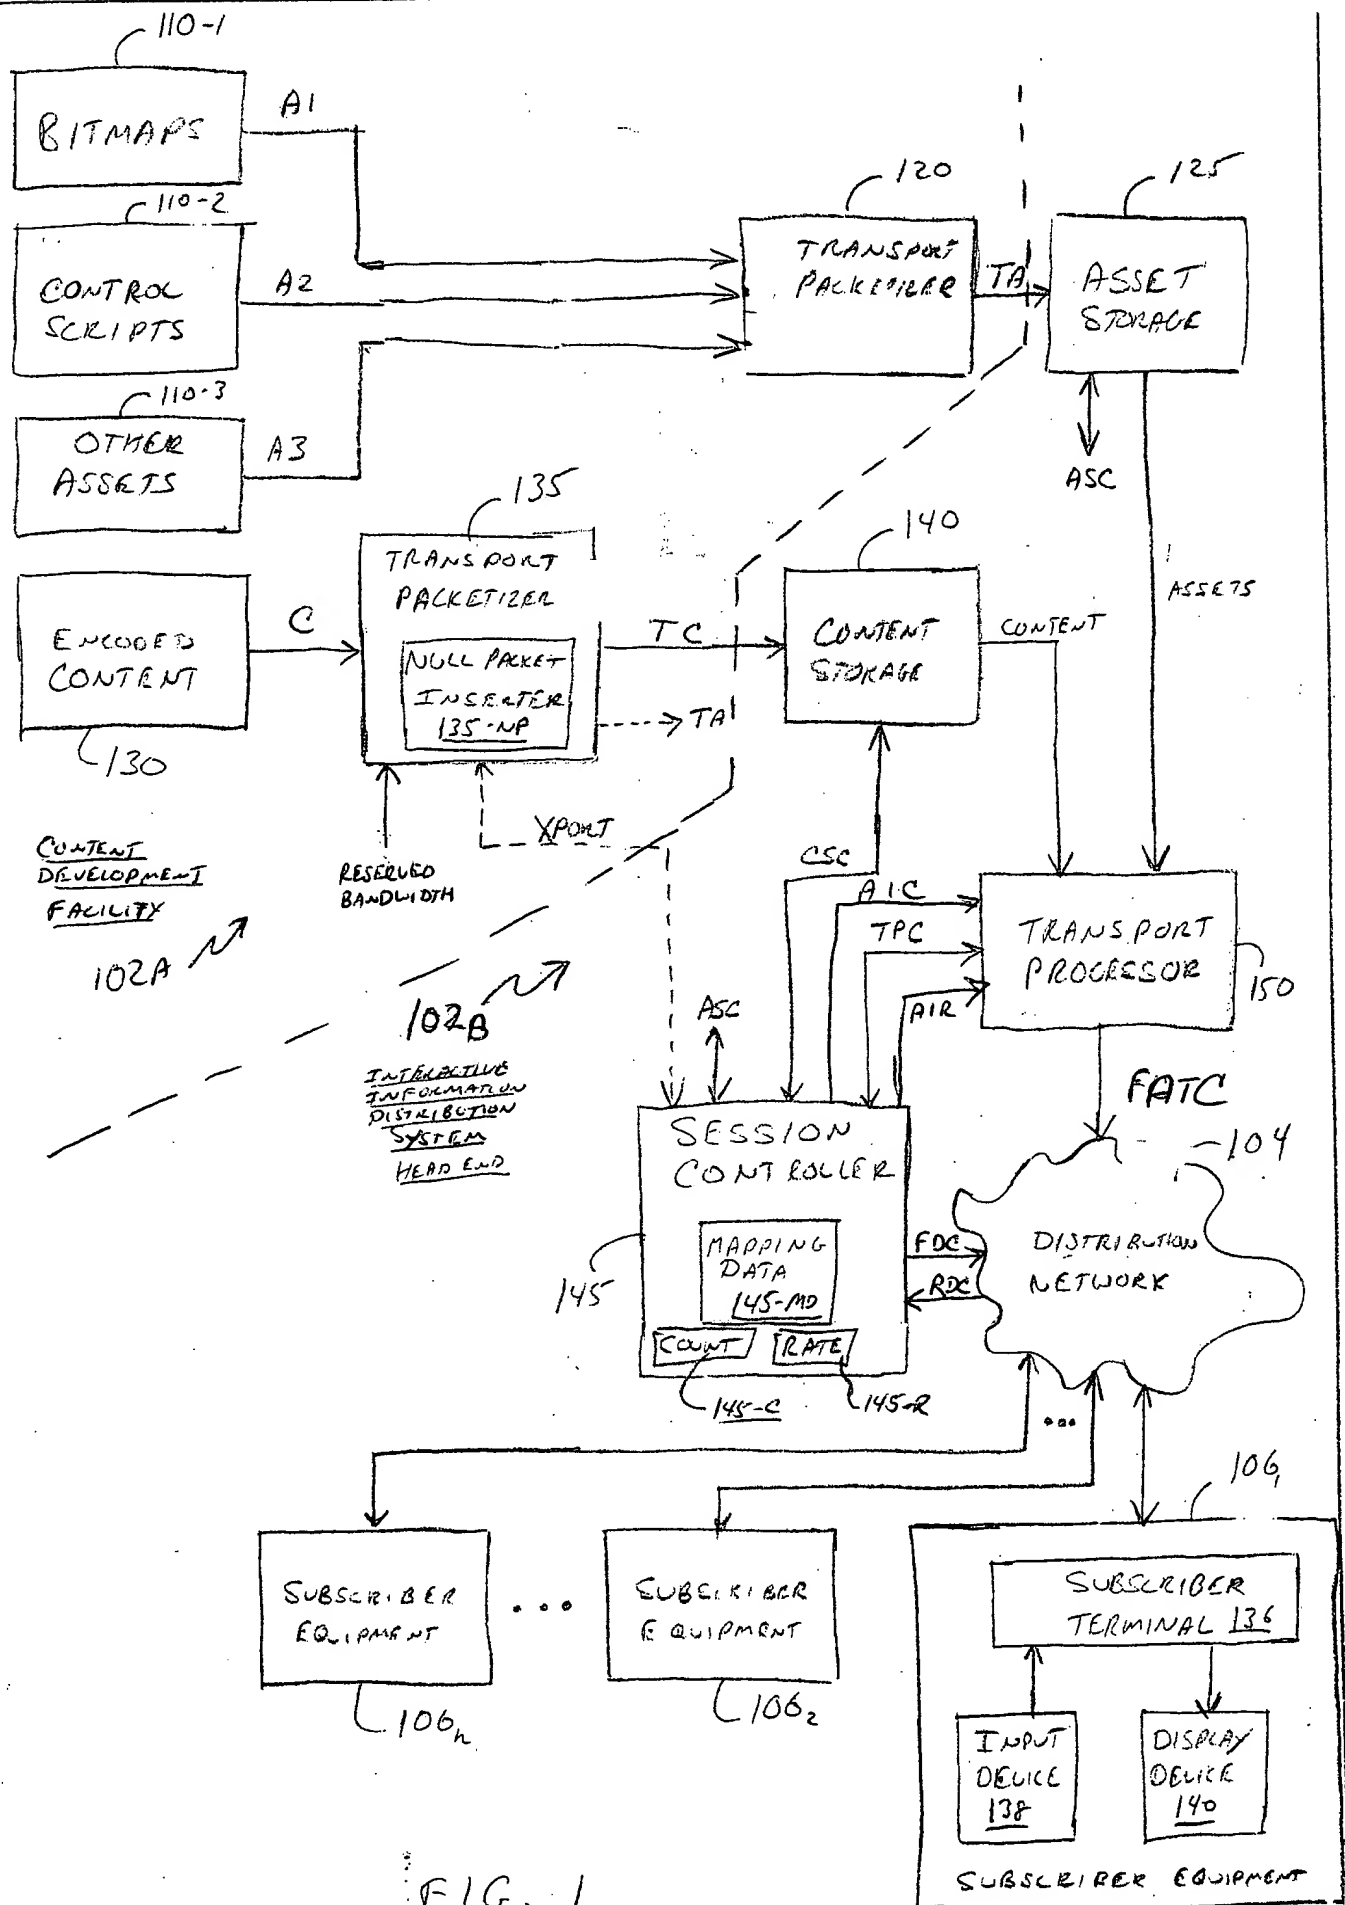 110-1
BITMAPS
A1
110-2
CONTROL
SCRIPTS
A2
110-3
OTHER
ASSETS
A3
120
TRANSPORT
PACKETIZER
TA
125
ASSET
STORAGE
ASC
ASSETS
135
TRANSPORT
PACKETIZER
NULL PACKET
INSERTER
135-NP
TA
ENCODED
CONTENT
130
C
TC
140
CONTENT
STORAGE
CONTENT
XPORT
RESERVED
BANDWIDTH
CONTENT
DEVELOPMENT
FACILITY
102A
102B
INTERACTIVE
INFORMATION
DISTRIBUTION
SYSTEM
HEAD END
ASC
CSC
AIC
TPC
AIR
TRANSPORT
PROCESSOR
150
FATC
104
SESSION
CONTROLLER
MAPPING
DATA
145-MD
COUNT
RATE
145
145-C
145-R
FDC
RDC
DISTRIBUTION
NETWORK
...
106₁
SUBSCRIBER
EQUIPMENT
106n
...
SUBSCRIBER
EQUIPMENT
106₂
SUBSCRIBER
TERMINAL 136
INPUT
DEVICE
138
DISPLAY
DEVICE
140
SUBSCRIBER EQUIPMENT
FIG. 1